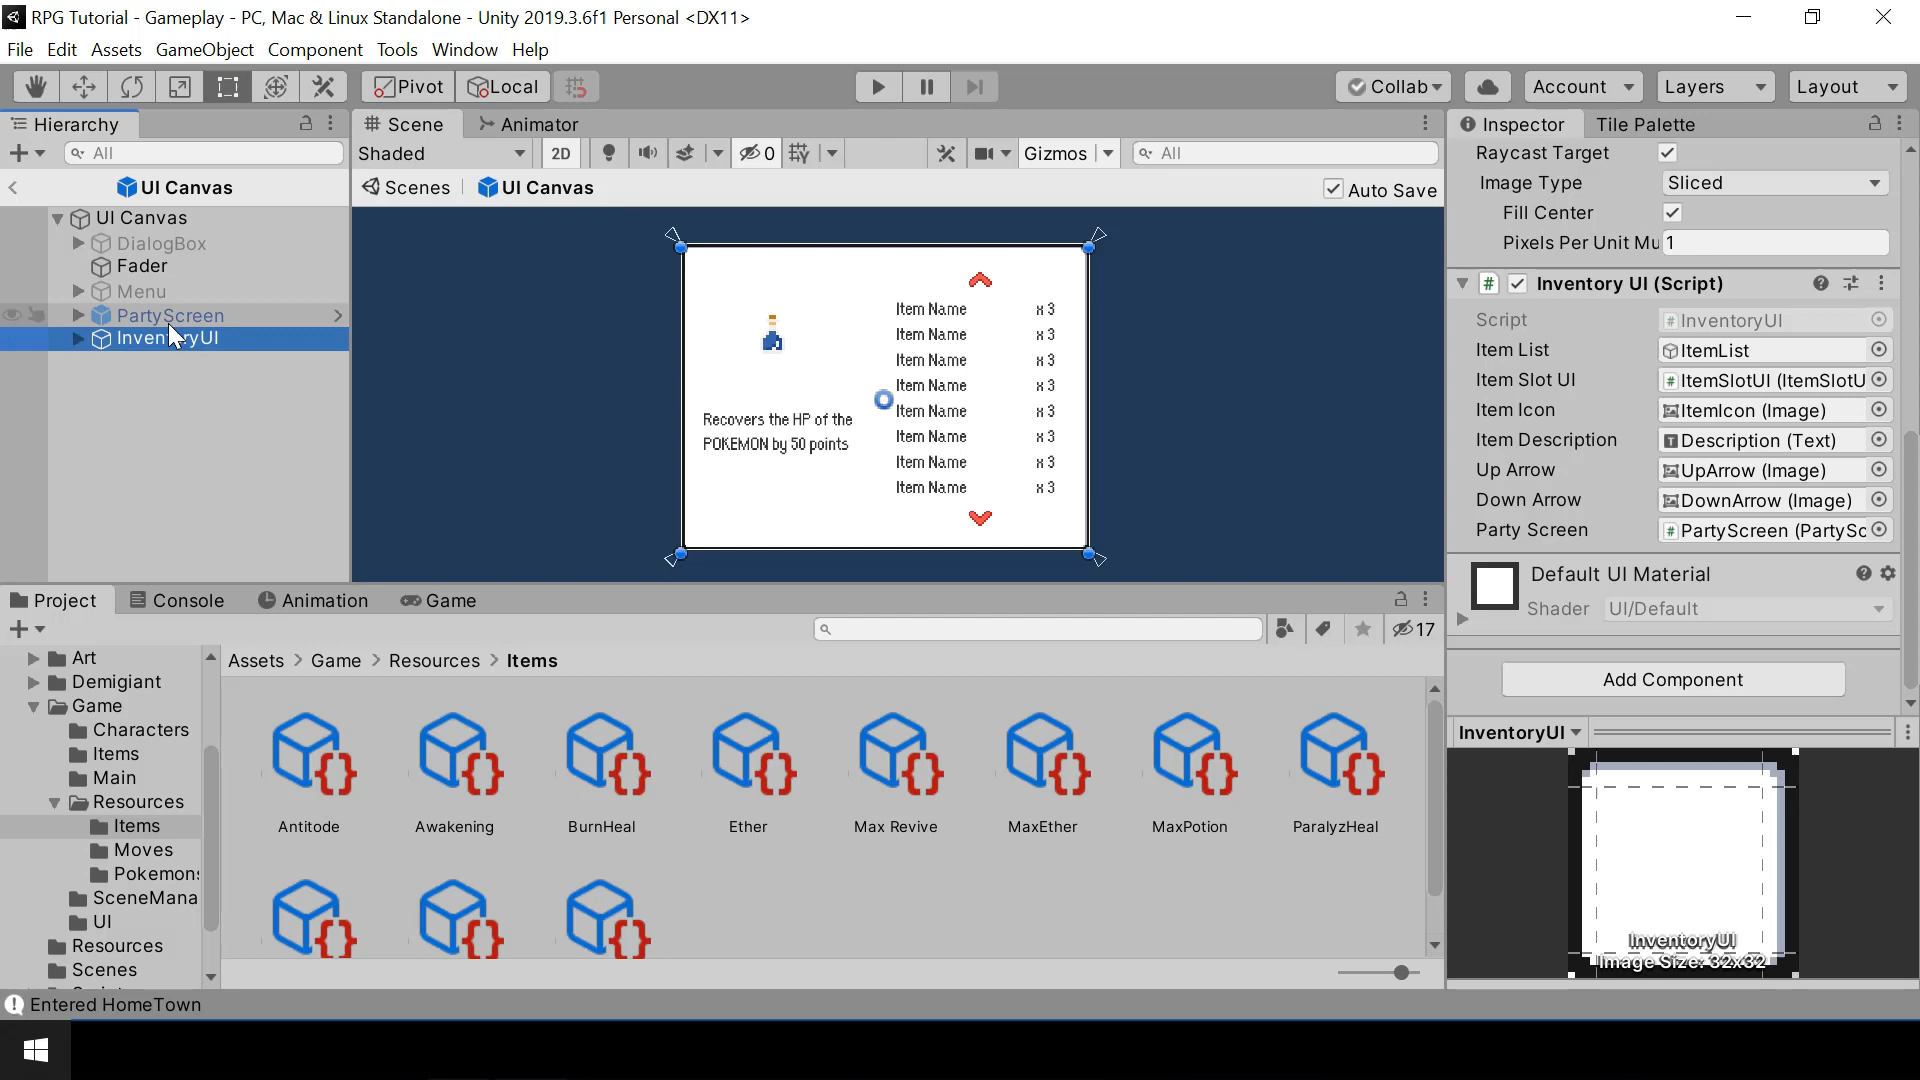 RPG Tutorial - Gameplay - PC, Mac & Linux Standalone - Unity 2019.3.6f1 Personal <DX11>
File Edit Assets GameObject Component Tools Window Help
Pivot Local Collab Account Layers Layout
Hierarchy
All
UI Canvas
UI Canvas
DialogBox
Fader
Menu
PartyScreen
InventoryUI
Scene Animator
Shaded 2D 0 Gizmos All
Scenes UI Canvas Auto Save
Item Name x 3
Item Name x 3
Item Name x 3
Item Name x 3
Item Name x 3
Item Name x 3
Item Name x 3
Item Name x 3
Recovers the HP of the
POKEMON by 50 points
Inspector Tile Palette
Raycast Target
Image Type Sliced
Fill Center
Pixels Per Unit Mu 1
# Inventory UI (Script)
Script # InventoryUI
Item List ItemList
Item Slot UI # ItemSlotUI (ItemSlotU
Item Icon ItemIcon (Image)
Item Description Description (Text)
Up Arrow UpArrow (Image)
Down Arrow DownArrow (Image)
Party Screen # PartyScreen (PartySc
Default UI Material
Shader UI/Default
Add Component
InventoryUI
InventoryUI
Image Size: 32x32
Project Console Animation Game
17
Art
Demigiant
Game
Characters
Items
Main
Resources
Items
Moves
Pokemons
SceneMana
UI
Resources
Scenes
Assets > Game > Resources > Items
Antitode Awakening BurnHeal Ether Max Revive MaxEther MaxPotion ParalyzHeal
Entered HomeTown